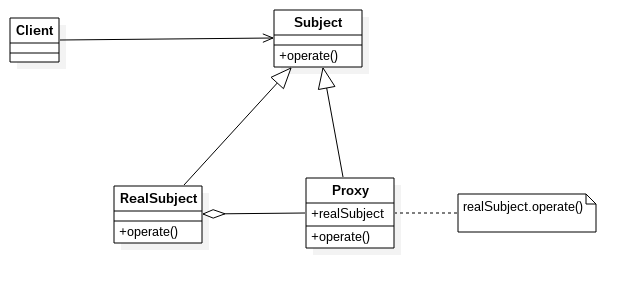 Client
Subject
+operate()
RealSubject
+operate()
Proxy
+realSubject
+operate()
realSubject.operate()